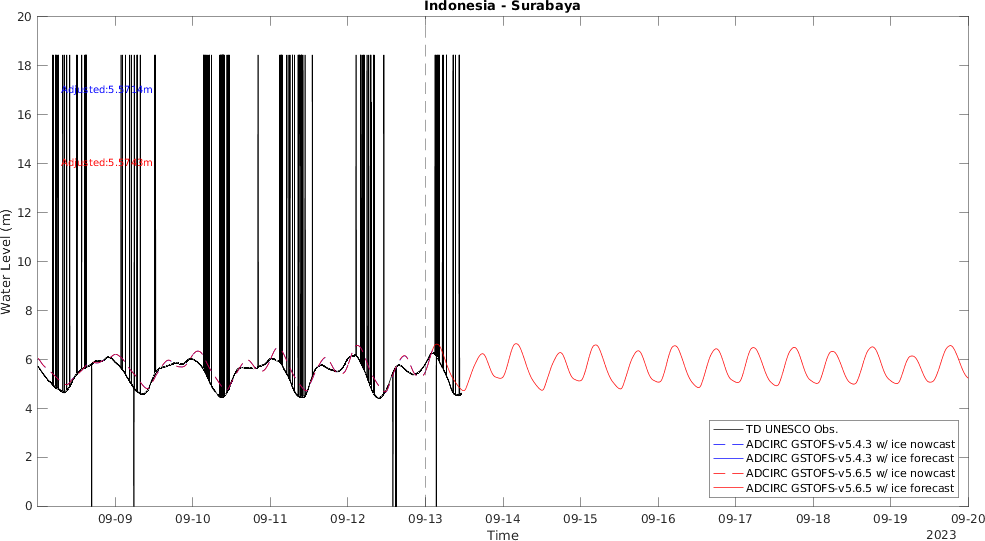 Indonesia - Surabaya
20
18
16
14
12
10
8
6
4
2
0
Water Level (m)
TD UNESCO Obs.
ADCIRC GSTOFS-v5.4.3 w/ ice nowcast
ADCIRC GSTOFS-v5.4.3 w/ ice forecast
ADCIRC GSTOFS-v5.6.5 w/ ice nowcast
ADCIRC GSTOFS-v5.6.5 w/ ice forecast
09-09 09-10 09-11 09-12 09-13 09-14 09-15 09-16 09-17 09-18 09-19 09-20
Time
2023